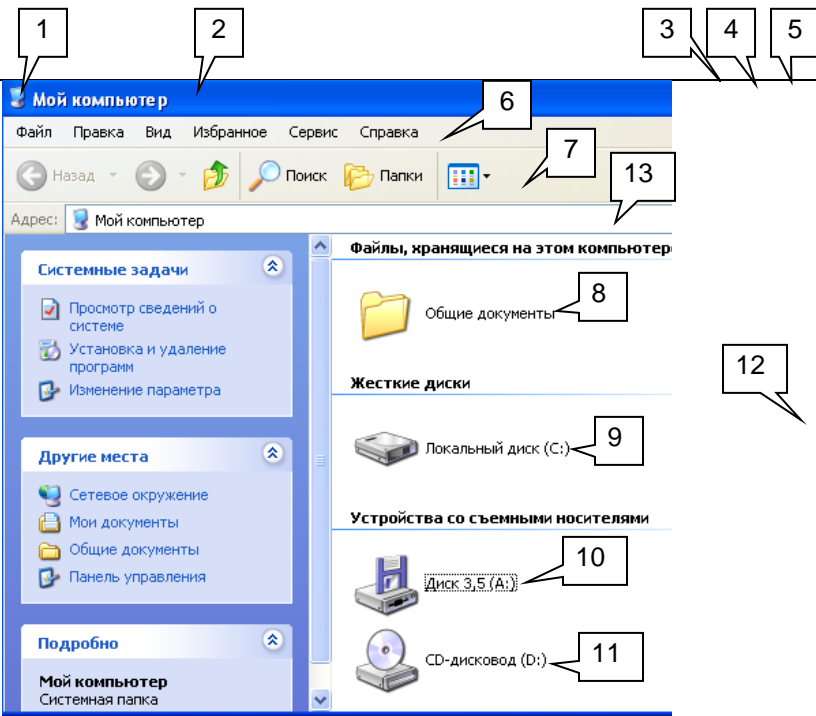 1
2
3
4
5
Мой компьютер
6
Файл Правка Вид Избранное Сервис Справка
7
Назад Поиск Папки
13
Адрес: Мой компьютер
Системные задачи
Просмотр сведений о
системе
Установка и удаление
программ
Изменение параметра
Другие места
Сетевое окружение
Мои документы
Общие документы
Панель управления
Подробно
Мой компьютер
Системная папка
Файлы, хранящиеся на этом компьютер
Общие документы
8
Жесткие диски
12
Локальный диск (C:)
9
Устройства со съемными носителями
10
Диск 3,5 (A:)
CD-дисковод (D:)
11